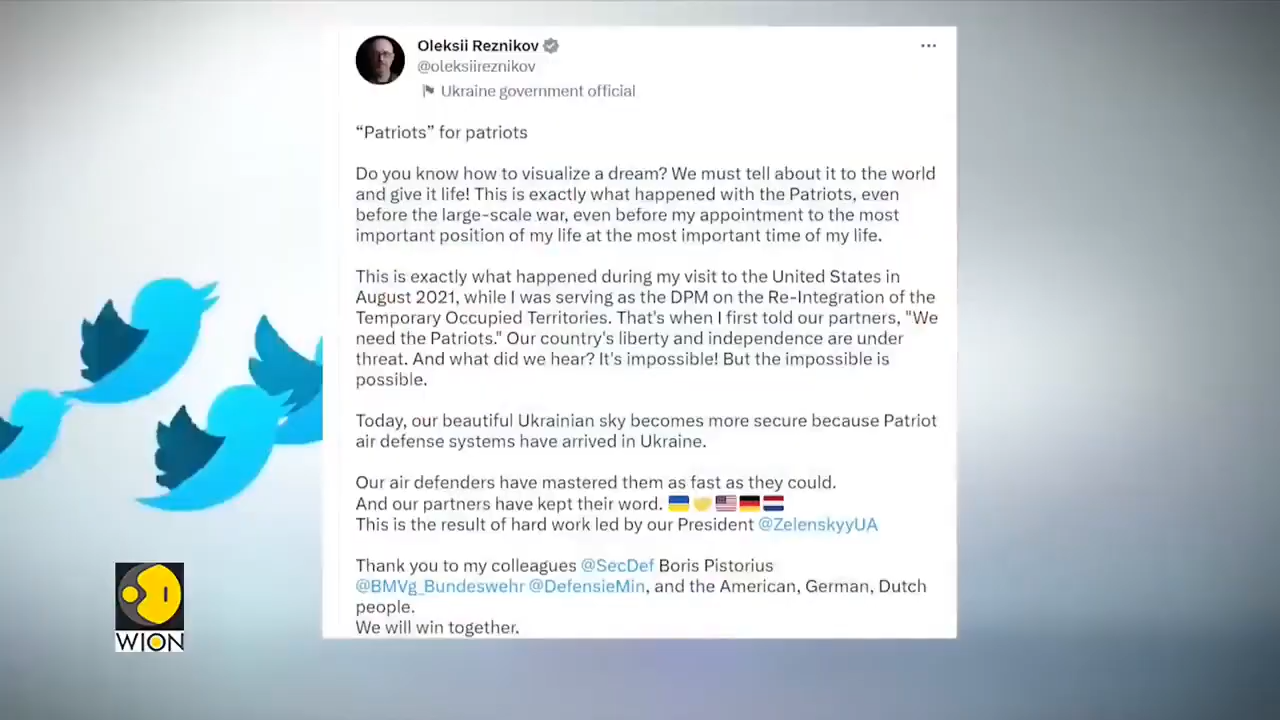 Oleksii Reznikov
@oleksiireznikov
Ukraine government official
“Patriots” for patriots
Do you know how to visualize a dream? We must tell about it to the world
and give it life! This is exactly what happened with the Patriots, even
before the large-scale war, even before my appointment to the most
important position of my life at the most important time of my life.
This is exactly what happened during my visit to the United States in
August 2021, while I was serving as the DPM on the Re-Integration of the
Temporary Occupied Territories. That's when I first told our partners, "We
need the Patriots." Our country's liberty and independence are under
threat. And what did we hear? It's impossible! But the impossible is
possible.
Today, our beautiful Ukrainian sky becomes more secure because Patriot
air defense systems have arrived in Ukraine.
Our air defenders have mastered them as fast as they could.
And our partners have kept their word. 🇺🇦🤝🇺🇸🇩🇪🇳🇱
This is the result of hard work led by our President @ZelenskyyUA
Thank you to my colleagues @SecDef Boris Pistorius
@BMVg_Bundeswehr @DefensieMin, and the American, German, Dutch
people.
We will win together.
WION